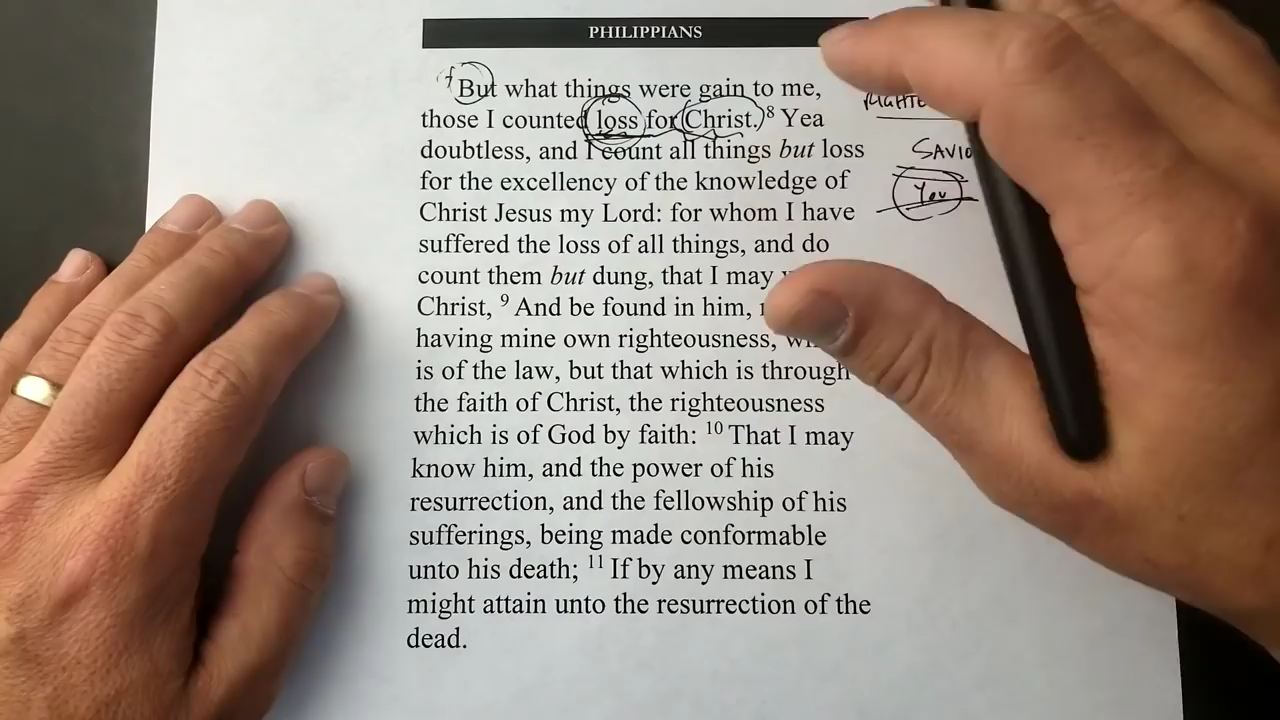 PHILIPPIANS
But what things were gain to me,
those I counted loss for Christ. 8 Yea
doubtless, and I count all things but loss
for the excellency of the knowledge of
Christ Jesus my Lord: for whom I have
suffered the loss of all things, and do
count them but dung, that I may
Christ, 9 And be found in him,
having mine own righteousness,
is of the law, but that which is through
the faith of Christ, the righteousness
which is of God by faith: 10 That I may
know him, and the power of his
resurrection, and the fellowship of his
sufferings, being made conformable
unto his death; 11 If by any means I
might attain unto the resurrection of the
dead.
SAVIO
You